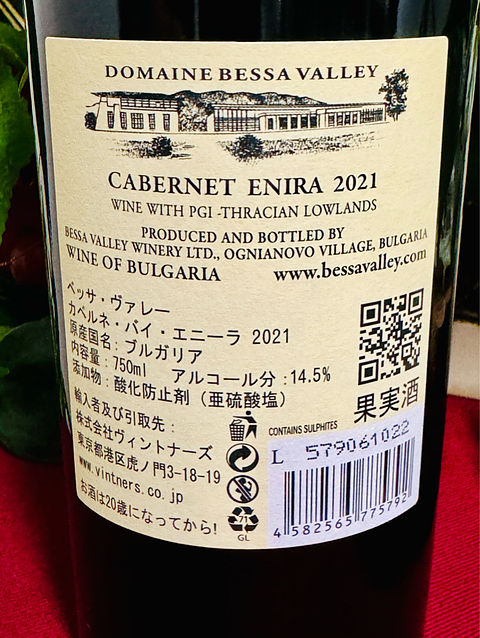 DOMAINE BESSA VALLEY
CABERNET ENIRA 2021
WINE WITH PGI -THRACIAN LOWLANDS
PRODUCED AND BOTTLED BY
BESSA VALLEY WINERY LTD., OGNIANOVO VILLAGE, BULGARIA
WINE OF BULGARIA www.bessavalley.com
ベッサ・ヴァレー
カベルネ・バイ・エニーラ 2021
原産国名：ブルガリア
内容量：750ml アルコール分：14.5%
添加物：酸化防止剤（亜硫酸塩）
果実酒
輸入者及び引取先：
株式会社ヴィントナーズ
東京都港区虎ノ門3-18-19
www.vintners.co.jp
お酒は20歳になってから!
71
GL
CONTAINS SULPHITES
L 579061022
4 582565 775792